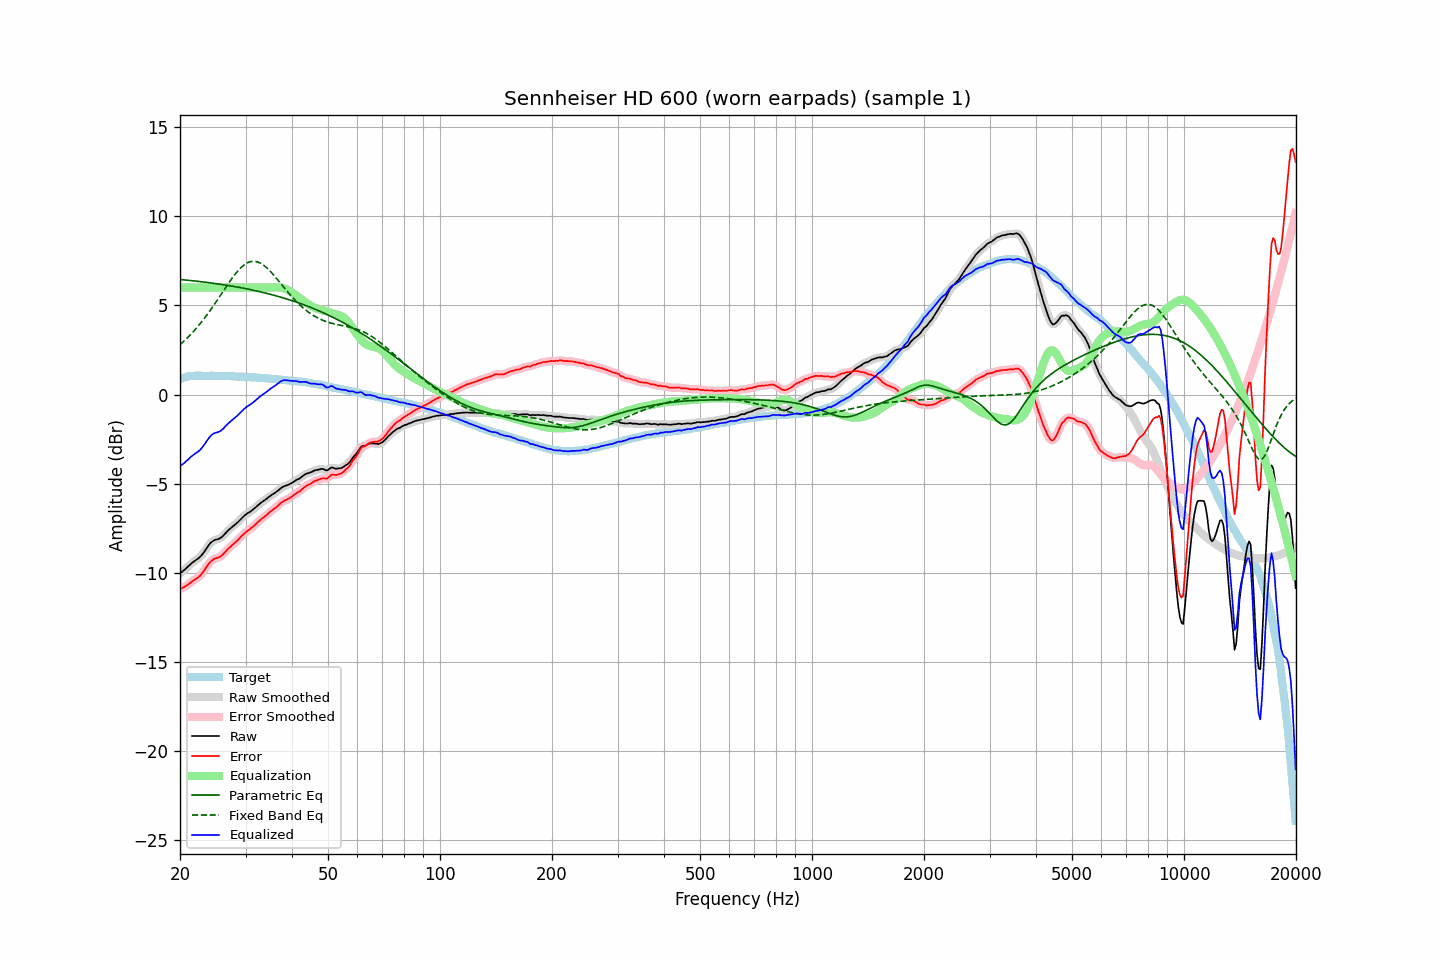 Sennheiser HD 600 (worn earpads) (sample 1)
15
10
5
0
−5
−10
−15
−20
−25
Amplitude (dBr)
Target
Raw Smoothed
Error Smoothed
Raw
Error
Equalization
Parametric Eq
Fixed Band Eq
Equalized
20 50 100 200 500 1000 2000 5000 10000 20000
Frequency (Hz)